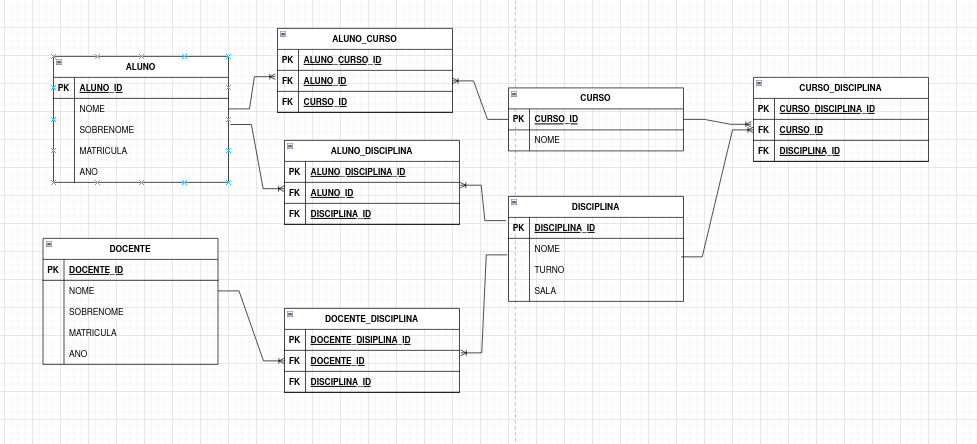 ALUNO
PK ALUNO_ID
NOME
SOBRENOME
MATRICULA
ANO
ALUNO_CURSO
PK ALUNO_CURSO_ID
FK ALUNO_ID
FK CURSO_ID
ALUNO_DISCIPLINA
PK ALUNO_DISCIPLINA_ID
FK ALUNO_ID
FK DISCIPLINA_ID
CURSO
PK CURSO_ID
NOME
CURSO_DISCIPLINA
PK CURSO_DISCIPLINA_ID
FK CURSO_ID
FK DISCIPLINA_ID
DISCIPLINA
PK DISCIPLINA_ID
NOME
TURNO
SALA
DOCENTE
PK DOCENTE_ID
NOME
SOBRENOME
MATRICULA
ANO
DOCENTE_DISCIPLINA
PK DOCENTE_DISIPLINA_ID
FK DOCENTE_ID
FK DISCIPLINA_ID